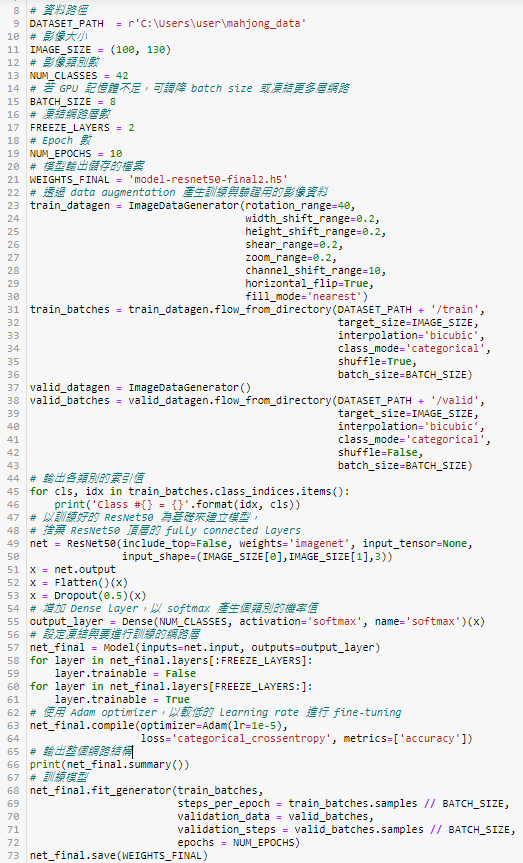 8 # 資料路徑
9 DATASET_PATH  = r'C:\Users\user\mahjong_data'
10 # 影像大小
11 IMAGE_SIZE = (100, 130)
12 # 影像類別數
13 NUM_CLASSES = 42
14 # 若 GPU 記憶體不足，可調降 batch size 或凍結更多層網路
15 BATCH_SIZE = 8
16 # 凍結網路層數
17 FREEZE_LAYERS = 2
18 # Epoch 數
19 NUM_EPOCHS = 10
20 # 模型輸出儲存的檔案
21 WEIGHTS_FINAL = 'model-resnet50-final2.h5'
22 # 透過 data augmentation 產生訓練與驗證用的影像資料
23 train_datagen = ImageDataGenerator(rotation_range=40,
24 width_shift_range=0.2,
25 height_shift_range=0.2,
26 shear_range=0.2,
27 zoom_range=0.2,
28 channel_shift_range=10,
29 horizontal_flip=True,
30 fill_mode='nearest')
31 train_batches = train_datagen.flow_from_directory(DATASET_PATH + '/train',
32 target_size=IMAGE_SIZE,
33 interpolation='bicubic',
34 class_mode='categorical',
35 shuffle=True,
36 batch_size=BATCH_SIZE)
37 valid_datagen = ImageDataGenerator()
38 valid_batches = valid_datagen.flow_from_directory(DATASET_PATH + '/valid',
39 target_size=IMAGE_SIZE,
40 interpolation='bicubic',
41 class_mode='categorical',
42 shuffle=False,
43 batch_size=BATCH_SIZE)
44 # 輸出各類別的索引值
45 for cls, idx in train_batches.class_indices.items():
46 print('Class #{} = {}'.format(idx, cls))
47 # 以訓練好的 ResNet50 為基礎來建立模型，
48 # 捨棄 ResNet50 頂層的 fully connected layers
49 net = ResNet50(include_top=False, weights='imagenet', input_tensor=None,
50 input_shape=(IMAGE_SIZE[0],IMAGE_SIZE[1],3))
51 x = net.output
52 x = Flatten()(x)
53 x = Dropout(0.5)(x)
54 # 增加 Dense layer，以 softmax 產生個類別的機率值
55 output_layer = Dense(NUM_CLASSES, activation='softmax', name='softmax')(x)
56 # 設定凍結與要進行訓練的網路層
57 net_final = Model(inputs=net.input, outputs=output_layer)
58 for layer in net_final.layers[:FREEZE_LAYERS]:
59 layer.trainable = False
60 for layer in net_final.layers[FREEZE_LAYERS:]:
61 layer.trainable = True
62 # 使用 Adam optimizer，以較低的 learning rate 進行 fine-tuning
63 net_final.compile(optimizer=Adam(lr=1e-5),
64 loss='categorical_crossentropy', metrics=['accuracy'])
65 # 輸出整個網路結構
66 print(net_final.summary())
67 # 訓練模型
68 net_final.fit_generator(train_batches,
69 steps_per_epoch = train_batches.samples // BATCH_SIZE,
70 validation_data = valid_batches,
71 validation_steps = valid_batches.samples // BATCH_SIZE,
72 epochs = NUM_EPOCHS)
73 net_final.save(WEIGHTS_FINAL)